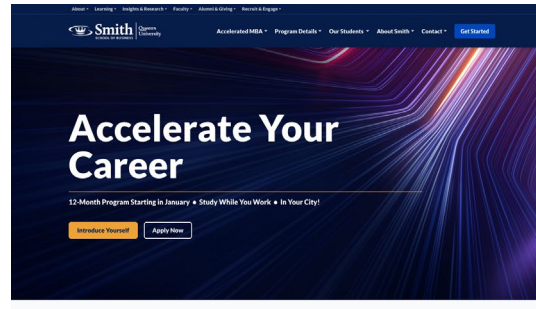 About Learning Insights & Research Faculty Alumni & Giving Recruit & Engage
Smith
SCHOOL OF BUSINESS
Queen's
University
Accelerated MBA Program Details Our Students About Smith Contact Get Started
Accelerate Your
Career
12-Month Program Starting in January • Study While You Work • In Your City!
Introduce Yourself Apply Now